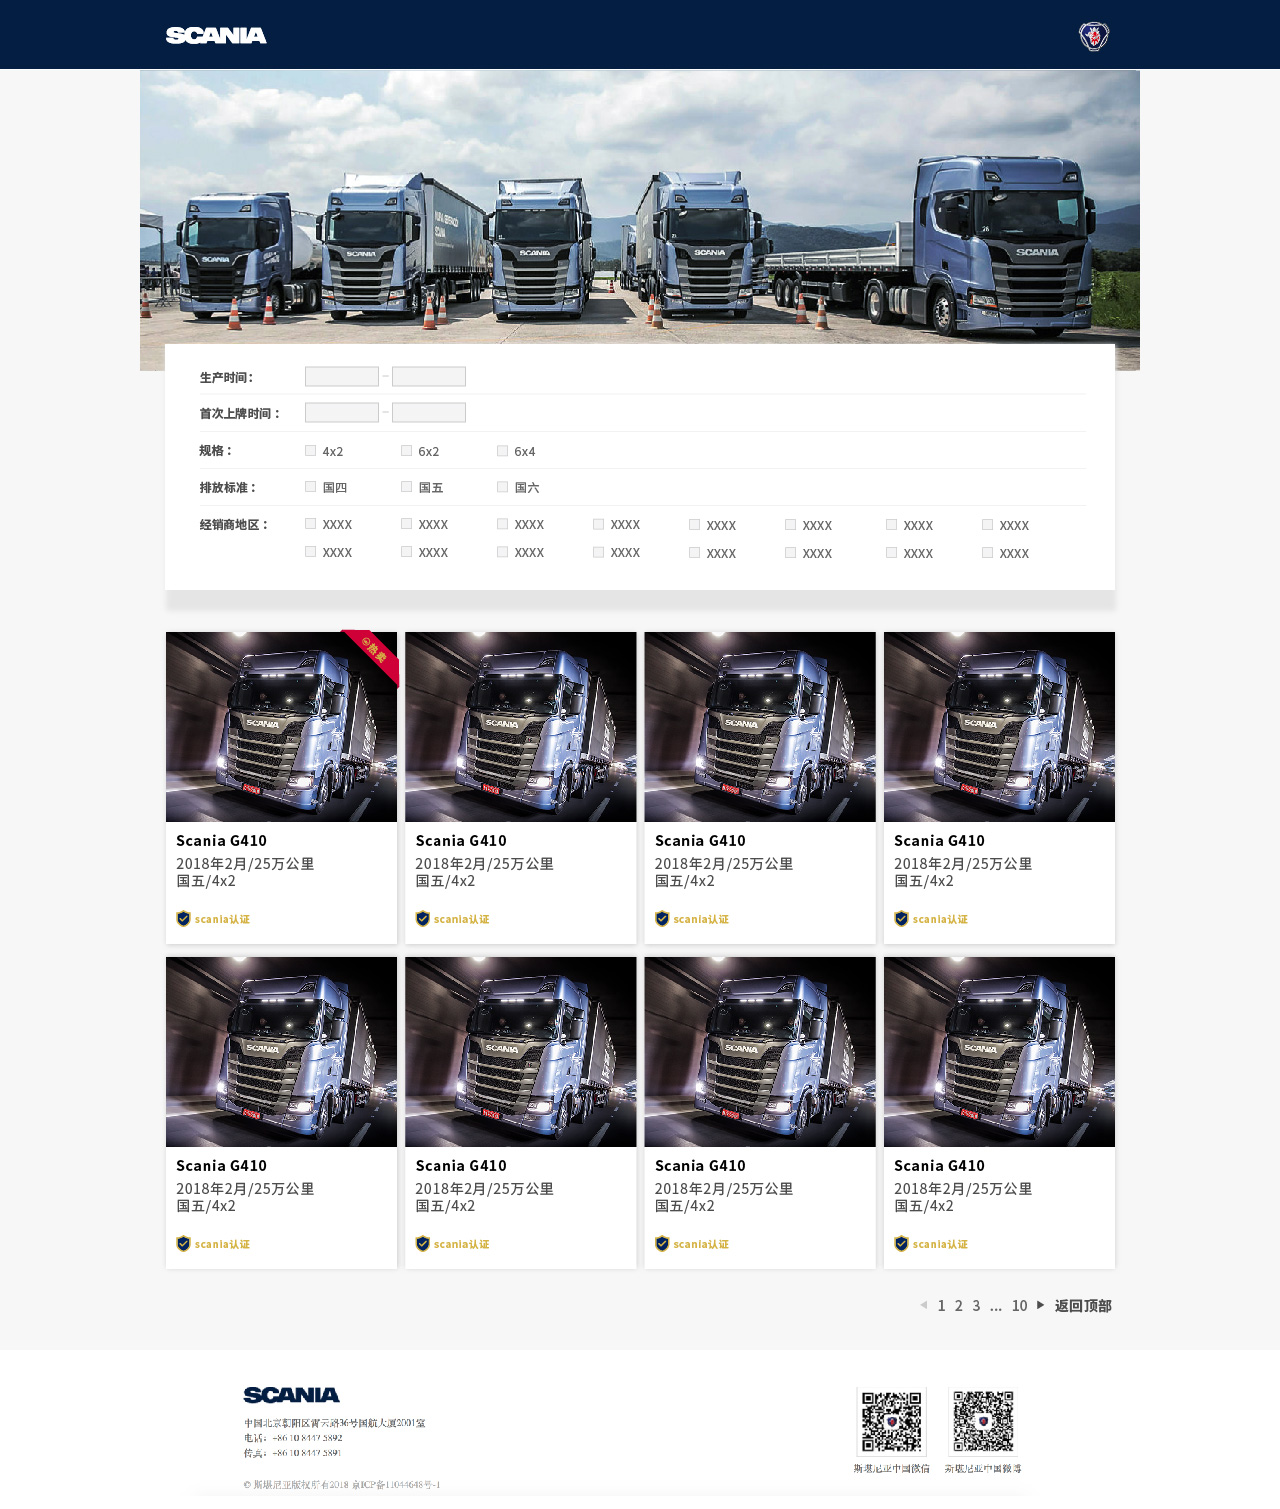 SCANIA
SCANIA
SCANIA
SCANIA
SCANIA
SCANIA
生产时间：
首次上牌时间：
规格： 4x2 6x2 6x4
排放标准： 国四 国五 国六
经销商地区： XXXX XXXX XXXX XXXX XXXX XXXX XXXX XXXX
XXXX XXXX XXXX XXXX XXXX XXXX XXXX XXXX
热卖
SCANIA SCANIA SCANIA SCANIA
Scania G410 Scania G410 Scania G410 Scania G410
2018年2月/25万公里 2018年2月/25万公里 2018年2月/25万公里 2018年2月/25万公里
国五/4x2 国五/4x2 国五/4x2 国五/4x2
scania认证 scania认证 scania认证 scania认证
SCANIA SCANIA SCANIA SCANIA
Scania G410 Scania G410 Scania G410 Scania G410
2018年2月/25万公里 2018年2月/25万公里 2018年2月/25万公里 2018年2月/25万公里
国五/4x2 国五/4x2 国五/4x2 国五/4x2
scania认证 scania认证 scania认证 scania认证
1 2 3 ... 10 返回顶部
SCANIA
中国北京朝阳区霄云路36号国航大厦2001室
电话：+86 10 8447 5892
传真：+86 10 8447 5891
斯堪尼亚中国微信 斯堪尼亚中国微博
© 斯堪尼亚版权所有2018 京ICP备11044648号-1